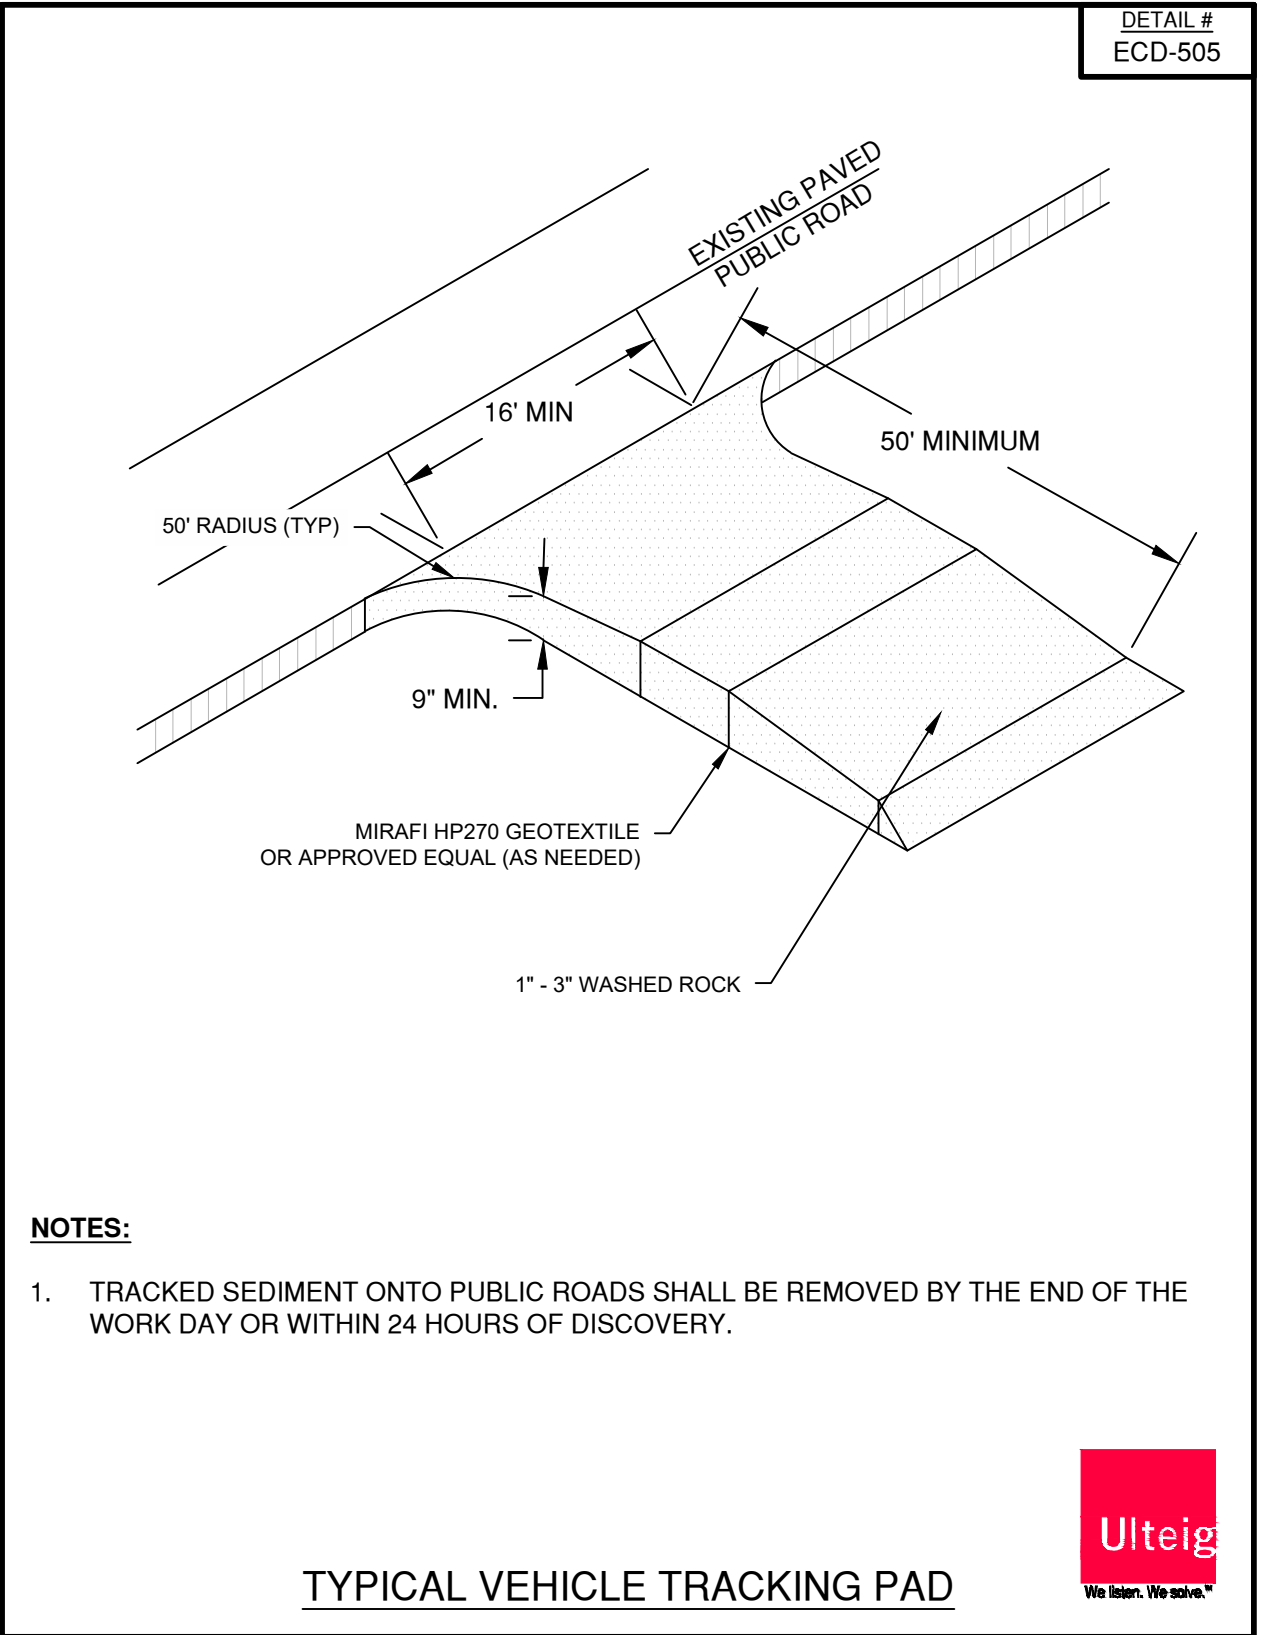 DETAIL #
ECD-505
EXISTING PAVED
PUBLIC ROAD
16' MIN
50' MINIMUM
50' RADIUS (TYP)
9" MIN.
MIRAFI HP270 GEOTEXTILE
OR APPROVED EQUAL (AS NEEDED)
1" - 3" WASHED ROCK
NOTES:
1. TRACKED SEDIMENT ONTO PUBLIC ROADS SHALL BE REMOVED BY THE END OF THE
WORK DAY OR WITHIN 24 HOURS OF DISCOVERY.
Ulteig
We listen. We solve.™
TYPICAL VEHICLE TRACKING PAD